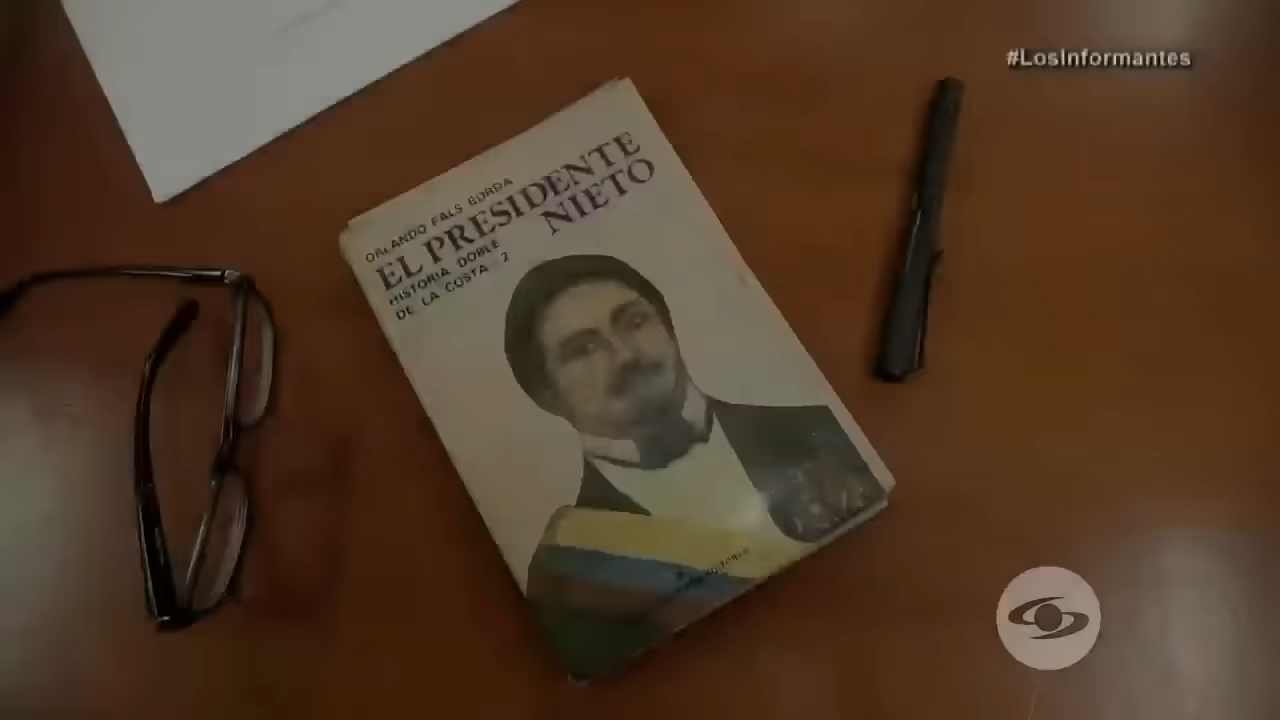 #LosInformantes
ORLANDO FALS BORDA
EL PRESIDENTE
NIETO
HISTORIA DOBLE
DE LA COSTA - 2